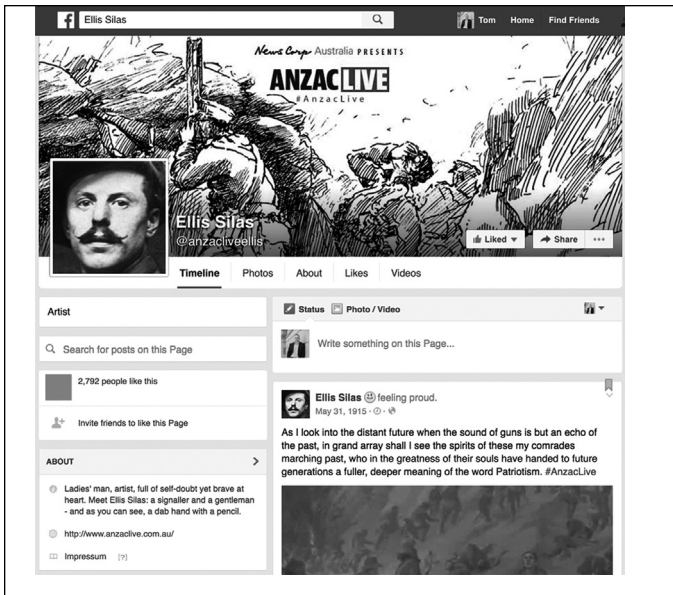 f Ellis Silas
Tom Home Find Friends
News Corp Australia PRESENTS
ANZAC LIVE
#AnzacLive
Ellis Silas
@anzacliveellis
Liked Share
Timeline Photos About Likes Videos
Artist
Search for posts on this Page
2,792 people like this
Invite friends to like this Page
ABOUT
Ladies' man, artist, full of self-doubt yet brave at
heart. Meet Ellis Silas: a signaller and a gentleman
- and as you can see, a dab hand with a pencil.
http://www.anzaclive.com.au/
Impressum [?]
Status Photo / Video
Write something on this Page...
Ellis Silas feeling proud.
May 31, 1915 ·
As I look into the distant future when the sound of guns is but an echo of
the past, in grand array shall I see the spirits of these my comrades
marching past, who in the greatness of their souls have handed to future
generations a fuller, deeper meaning of the word Patriotism. #AnzacLive